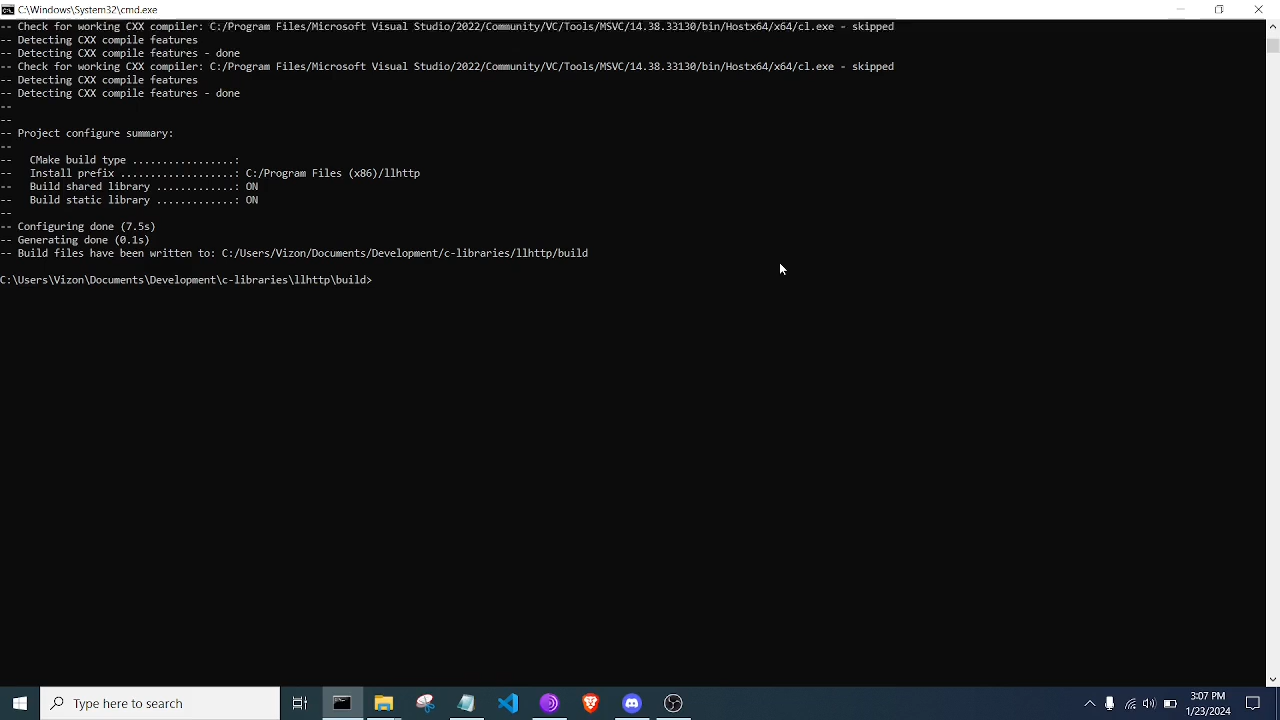 C:\Windows\System32\cmd.exe
-- Check for working CXX compiler: C:/Program Files/Microsoft Visual Studio/2022/Community/VC/Tools/MSVC/14.38.33130/bin/Hostx64/x64/cl.exe - skipped
-- Detecting CXX compile features
-- Detecting CXX compile features - done
-- Check for working CXX compiler: C:/Program Files/Microsoft Visual Studio/2022/Community/VC/Tools/MSVC/14.38.33130/bin/Hostx64/x64/cl.exe - skipped
-- Detecting CXX compile features
-- Detecting CXX compile features - done
--
--
-- Project configure summary:
--
--   CMake build type .................:
--   Install prefix ...................: C:/Program Files (x86)/llhttp
--   Build shared library .............: ON
--   Build static library .............: ON
--
-- Configuring done (7.5s)
-- Generating done (0.1s)
-- Build files have been written to: C:/Users/Vizon/Documents/Development/c-libraries/llhttp/build
C:\Users\Vizon\Documents\Development\c-libraries\llhttp\build>
Type here to search
3:07 PM
1/23/2024